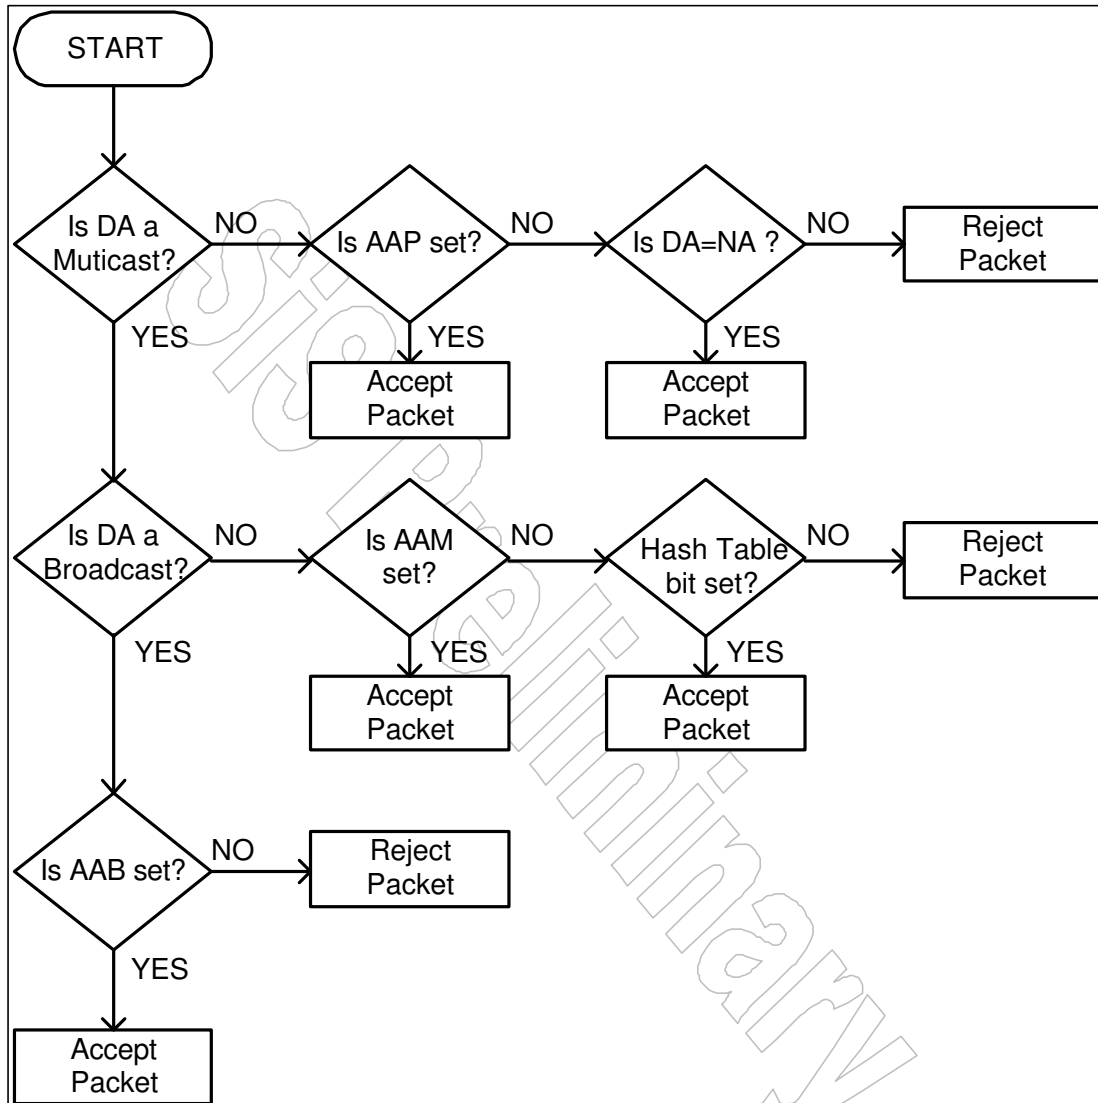 START
Is DA a
Muticast?
NO
Is AAP set?
NO
Is DA=NA ?
NO
Reject
Packet
YES
YES
YES
Accept
Packet
Accept
Packet
Is DA a
Broadcast?
NO
Is AAM
set?
NO
Hash Table
bit set?
NO
Reject
Packet
YES
YES
YES
Accept
Packet
Accept
Packet
Is AAB set?
NO
Reject
Packet
YES
Accept
Packet
SiS Preliminary